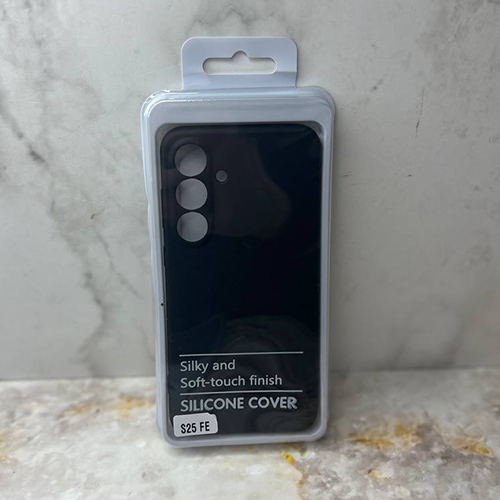 Silky and
Soft-touch finish
SILICONE COVER
S25 FE